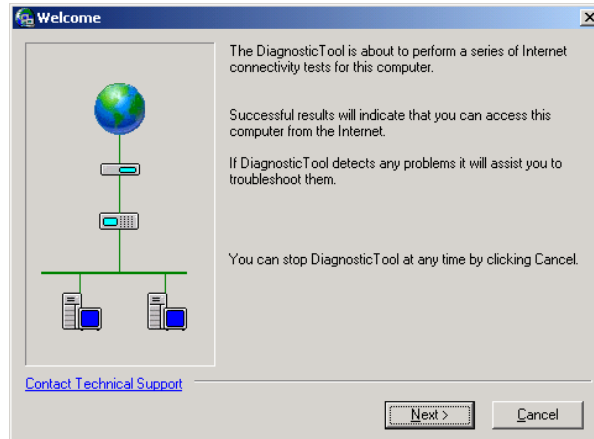 Welcome
The DiagnosticTool is about to perform a series of Internet
connectivity tests for this computer.
Successful results will indicate that you can access this
computer from the Internet.
If DiagnosticTool detects any problems it will assist you to
troubleshoot them.
You can stop DiagnosticTool at any time by clicking Cancel.
Contact Technical Support
Next >
Cancel